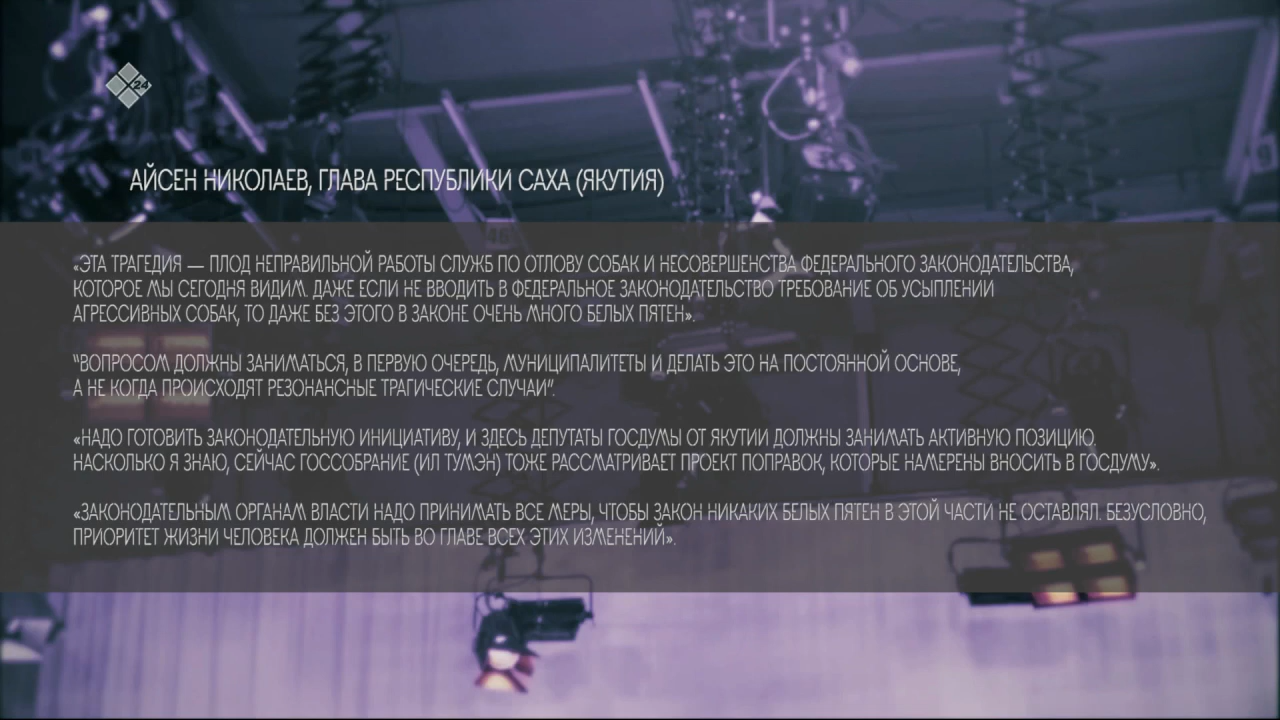 Х24
АЙСЕН НИКОЛАЕВ, ГЛАВА РЕСПУБЛИКИ САХА (ЯКУТИЯ)
«ЭТА ТРАГЕДИЯ — ПЛОД НЕПРАВИЛЬНОЙ РАБОТЫ СЛУЖБ ПО ОТЛОВУ СОБАК И НЕСОВЕРШЕНСТВА ФЕДЕРАЛЬНОГО ЗАКОНОДАТЕЛЬСТВА,
КОТОРОЕ МЫ СЕГОДНЯ ВИДИМ. ДАЖЕ ЕСЛИ НЕ ВВОДИТЬ В ФЕДЕРАЛЬНОЕ ЗАКОНОДАТЕЛЬСТВО ТРЕБОВАНИЕ ОБ УСЫПЛЕНИИ
АГРЕССИВНЫХ СОБАК, ТО ДАЖЕ БЕЗ ЭТОГО В ЗАКОНЕ ОЧЕНЬ МНОГО БЕЛЫХ ПЯТЕН».
"ВОПРОСОМ ДОЛЖНЫ ЗАНИМАТЬСЯ, В ПЕРВУЮ ОЧЕРЕДЬ, МУНИЦИПАЛИТЕТЫ И ДЕЛАТЬ ЭТО НА ПОСТОЯННОЙ ОСНОВЕ,
А НЕ КОГДА ПРОИСХОДЯТ РЕЗОНАНСНЫЕ ТРАГИЧЕСКИЕ СЛУЧАИ".
«НАДО ГОТОВИТЬ ЗАКОНОДАТЕЛЬНУЮ ИНИЦИАТИВУ, И ЗДЕСЬ ДЕПУТАТЫ ГОСДУМЫ ОТ ЯКУТИИ ДОЛЖНЫ ЗАНИМАТЬ АКТИВНУЮ ПОЗИЦИЮ.
НАСКОЛЬКО Я ЗНАЮ, СЕЙЧАС ГОССОБРАНИЕ (ИЛ ТУМЭН) ТОЖЕ РАССМАТРИВАЕТ ПРОЕКТ ПОПРАВОК, КОТОРЫЕ НАМЕРЕНЫ ВНОСИТЬ В ГОСДУМУ».
«ЗАКОНОДАТЕЛЬНЫМ ОРГАНАМ ВЛАСТИ НАДО ПРИНИМАТЬ ВСЕ МЕРЫ, ЧТОБЫ ЗАКОН НИКАКИХ БЕЛЫХ ПЯТЕН В ЭТОЙ ЧАСТИ НЕ ОСТАВЛЯЛ. БЕЗУСЛОВНО,
ПРИОРИТЕТ ЖИЗНИ ЧЕЛОВЕКА ДОЛЖЕН БЫТЬ ВО ГЛАВЕ ВСЕХ ЭТИХ ИЗМЕНЕНИЙ».